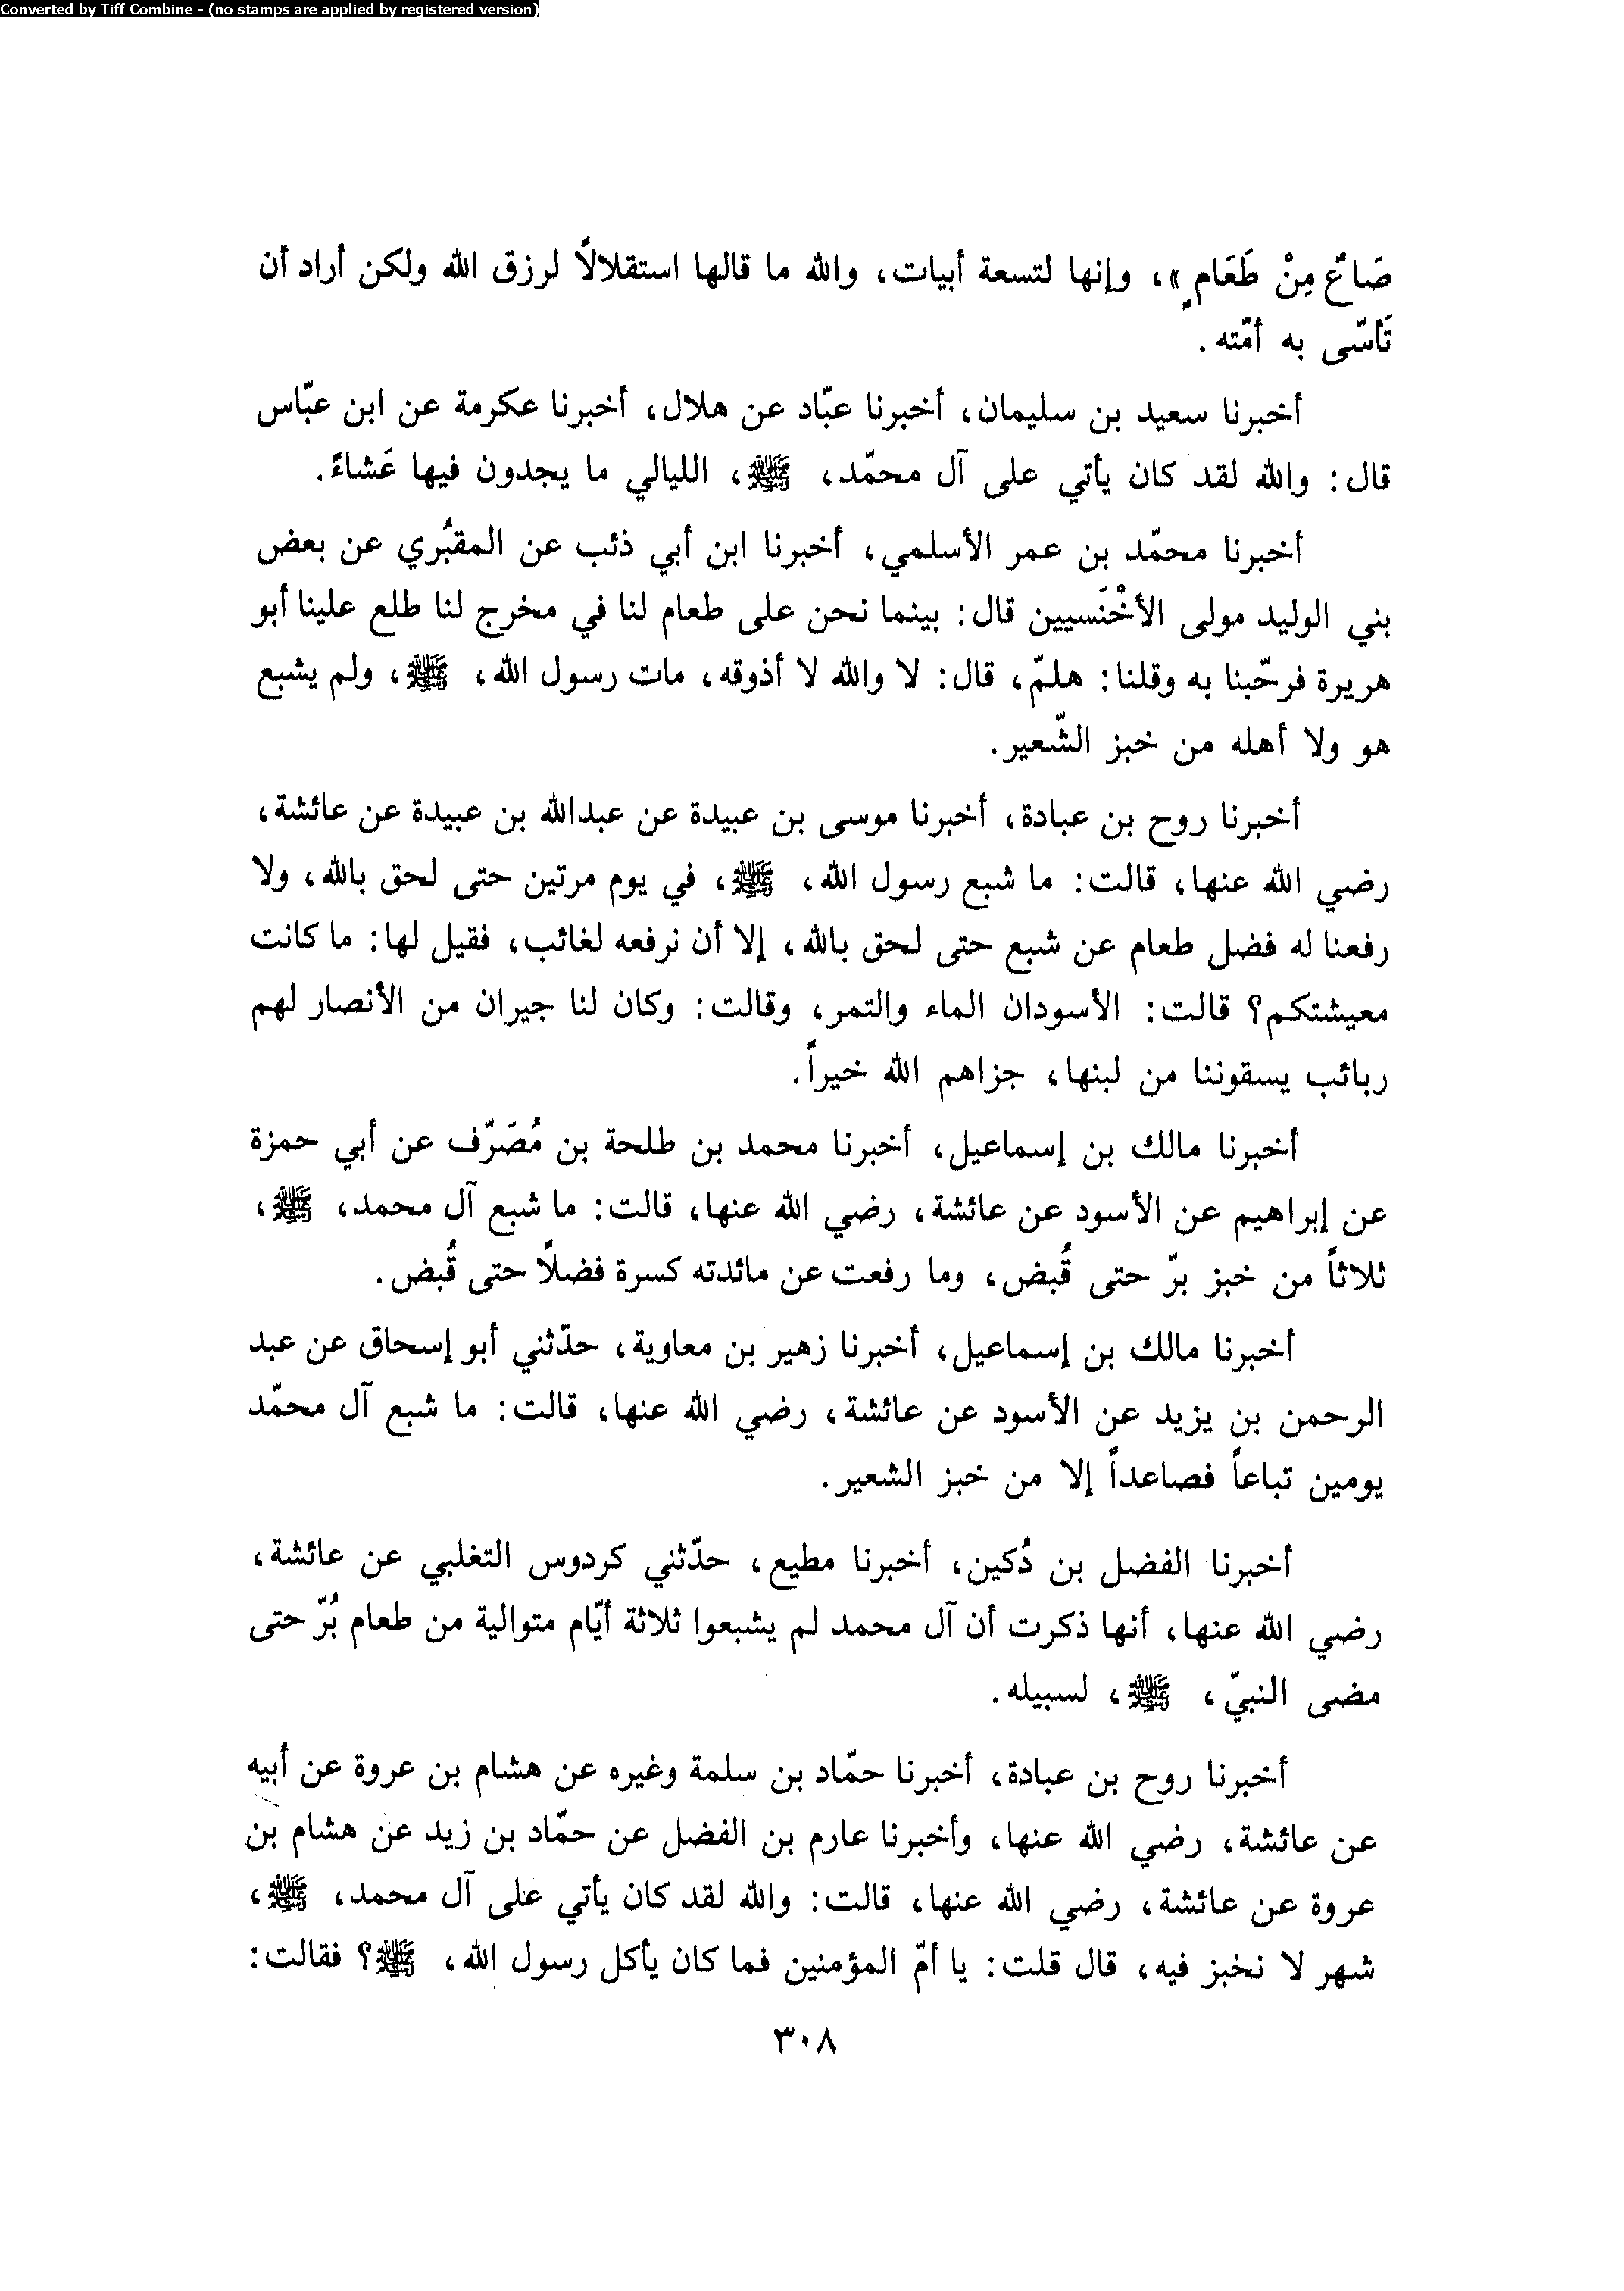 Converted by Tiff Combine - (no stamps are applied by registered version)
صَاعٌ مِنْ طَعَامٍ»، وإنها لتسعة أبيات، والله ما قالها استقلالاً لرزق الله ولكن أراد أن
تَأسّى به أمّته.
أخبرنا سعيد بن سليمان، أخبرنا عبّاد عن هلال، أخبرنا عكرمة عن ابن عبّاس
قال: والله لقد كان يأتي على آل محمّد، ﷺ، الليالي ما يجدون فيها عَشاءً.
أخبرنا محمّد بن عمر الأسلمي، أخبرنا ابن أبي ذئب عن المقبُري عن بعض
بني الوليد مولى الأخْنَسيين قال: بينما نحن على طعام لنا في مخرج لنا طلع علينا أبو
هريرة فرحّبنا به وقلنا: هلمّ، قال: لا والله لا أذوقه، مات رسول الله، ﷺ، ولم يشبع
هو ولا أهله من خبز الشّعير.
أخبرنا روح بن عبادة، أخبرنا موسى بن عبيدة عن عبدالله بن عبيدة عن عائشة،
رضي الله عنها، قالت: ما شبع رسول الله، ﷺ، في يوم مرتين حتى لحق بالله، ولا
رفعنا له فضل طعام عن شبع حتى لحق بالله، إلا أن نرفعه لغائب، فقيل لها: ما كانت
معيشتكم؟ قالت: الأسودان الماء والتمر، وقالت: وكان لنا جيران من الأنصار لهم
ربائب يسقوننا من لبنها، جزاهم الله خيراً.
أخبرنا مالك بن إسماعيل، أخبرنا محمد بن طلحة بن مُصَرّف عن أبي حمزة
عن إبراهيم عن الأسود عن عائشة، رضي الله عنها، قالت: ما شبع آل محمد، ﷺ،
ثلاثاً من خبز برّ حتى قُبض، وما رفعت عن مائدته كسرة فضلاً حتى قُبض.
أخبرنا مالك بن إسماعيل، أخبرنا زهير بن معاوية، حدّثني أبو إسحاق عن عبد
الرحمن بن يزيد عن الأسود عن عائشة، رضي الله عنها، قالت: ما شبع آل محمّد
يومين تباعاً فصاعداً إلا من خبز الشعير.
أخبرنا الفضل بن دُكين، أخبرنا مطيع، حدّثني كردوس التغلبي عن عائشة،
رضي الله عنها، أنها ذكرت أن آل محمد لم يشبعوا ثلاثة أيّام متوالية من طعام بُرّ حتى
مضى النبيّ، ﷺ، لسبيله.
أخبرنا روح بن عبادة، أخبرنا حمّاد بن سلمة وغيره عن هشام بن عروة عن أبيه
عن عائشة، رضي الله عنها، وأخبرنا عارم بن الفضل عن حمّاد بن زيد عن هشام بن
عروة عن عائشة، رضي الله عنها، قالت: والله لقد كان يأتي على آل محمد، ﷺ،
شهر لا نخبز فيه، قال قلت: يا أمّ المؤمنين فما كان يأكل رسول الله، ﷺ؟ فقالت:
٣٠٨